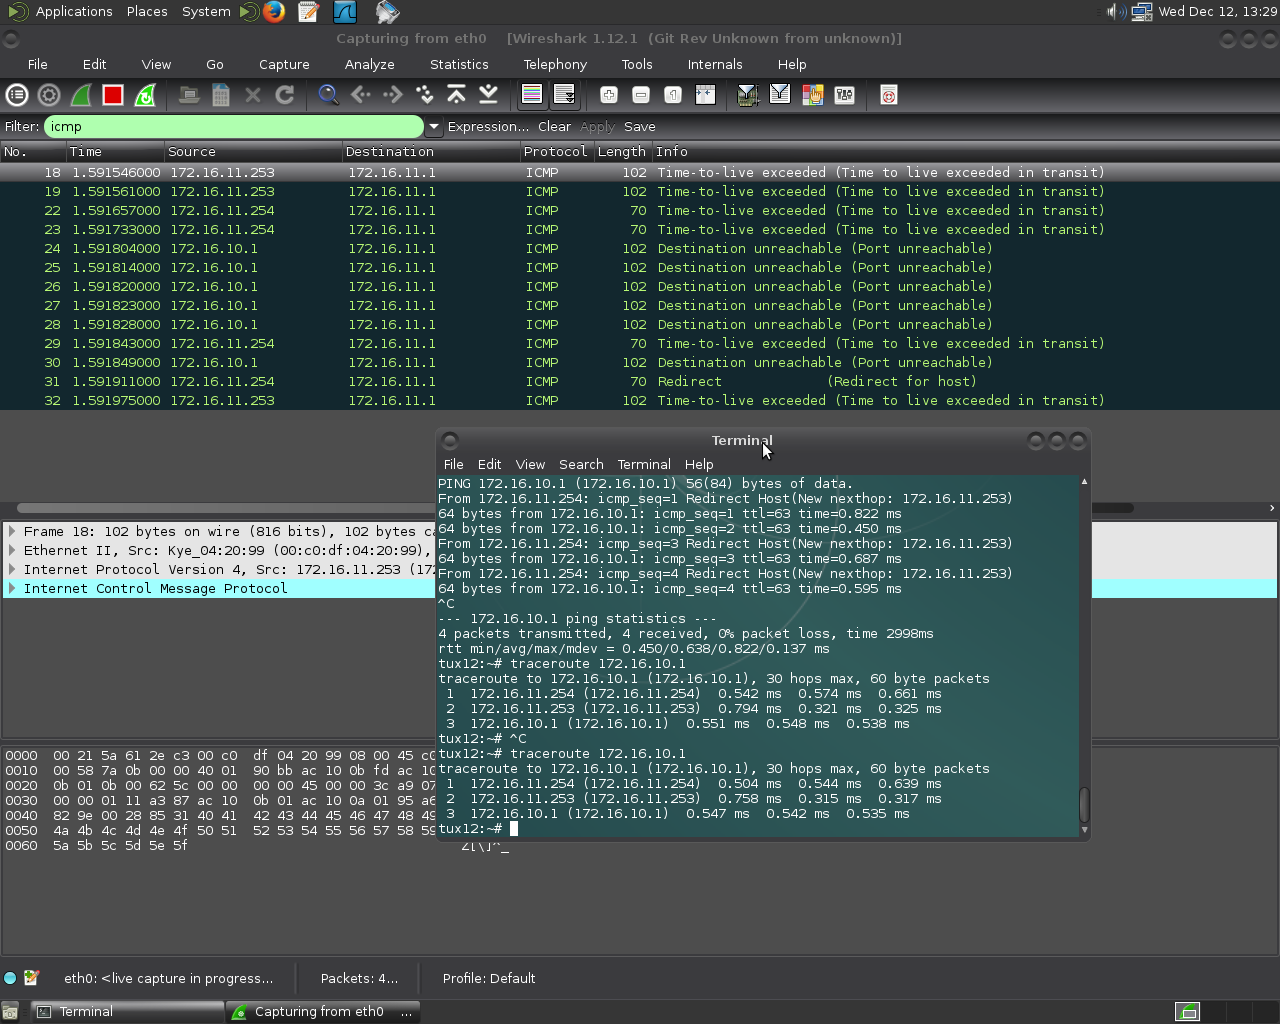 Applications Places System Wed Dec 12, 13:29
Capturing from eth0 [Wireshark 1.12.1 (Git Rev Unknown from unknown)]
File Edit View Go Capture Analyze Statistics Telephony Tools Internals Help
Filter: icmp Expression... Clear Apply Save
No. Time Source Destination Protocol Length Info
18 1.591546000 172.16.11.253 172.16.11.1 ICMP 102 Time-to-live exceeded (Time to live exceeded in transit)
19 1.591561000 172.16.11.253 172.16.11.1 ICMP 102 Time-to-live exceeded (Time to live exceeded in transit)
22 1.591657000 172.16.11.254 172.16.11.1 ICMP 70 Time-to-live exceeded (Time to live exceeded in transit)
23 1.591733000 172.16.11.254 172.16.11.1 ICMP 70 Time-to-live exceeded (Time to live exceeded in transit)
24 1.591804000 172.16.10.1 172.16.11.1 ICMP 102 Destination unreachable (Port unreachable)
25 1.591814000 172.16.10.1 172.16.11.1 ICMP 102 Destination unreachable (Port unreachable)
26 1.591820000 172.16.10.1 172.16.11.1 ICMP 102 Destination unreachable (Port unreachable)
27 1.591823000 172.16.10.1 172.16.11.1 ICMP 102 Destination unreachable (Port unreachable)
28 1.591828000 172.16.10.1 172.16.11.1 ICMP 102 Destination unreachable (Port unreachable)
29 1.591843000 172.16.11.254 172.16.11.1 ICMP 70 Time-to-live exceeded (Time to live exceeded in transit)
30 1.591849000 172.16.10.1 172.16.11.1 ICMP 102 Destination unreachable (Port unreachable)
31 1.591911000 172.16.11.254 172.16.11.1 ICMP 70 Redirect (Redirect for host)
32 1.591975000 172.16.11.253 172.16.11.1 ICMP 102 Time-to-live exceeded (Time to live exceeded in transit)
Frame 18: 102 bytes on wire (816 bits), 102 bytes c
Ethernet II, Src: Kye_04:20:99 (00:c0:df:04:20:99),
Internet Protocol Version 4, Src: 172.16.11.253 (17
Internet Control Message Protocol
0000 00 21 5a 61 2e c3 00 c0 df 04 20 99 08 00 45 c0
0010 00 58 7a 0b 00 00 40 01 90 bb ac 10 0b fd ac 10
0020 0b 01 0b 00 62 5c 00 00 00 00 45 00 00 3c a9 07
0030 00 00 01 11 a3 87 ac 10 0b 01 ac 10 0a 01 95 a6
0040 82 9e 00 28 85 31 40 41 42 43 44 45 46 47 48 49
0050 4a 4b 4c 4d 4e 4f 50 51 52 53 54 55 56 57 58 59
0060 5a 5b 5c 5d 5e 5f Z[\]^_
Terminal
File Edit View Search Terminal Help
PING 172.16.10.1 (172.16.10.1) 56(84) bytes of data.
From 172.16.11.254: icmp_seq=1 Redirect Host(New nexthop: 172.16.11.253)
64 bytes from 172.16.10.1: icmp_seq=1 ttl=63 time=0.822 ms
64 bytes from 172.16.10.1: icmp_seq=2 ttl=63 time=0.450 ms
From 172.16.11.254: icmp_seq=3 Redirect Host(New nexthop: 172.16.11.253)
64 bytes from 172.16.10.1: icmp_seq=3 ttl=63 time=0.687 ms
From 172.16.11.254: icmp_seq=4 Redirect Host(New nexthop: 172.16.11.253)
64 bytes from 172.16.10.1: icmp_seq=4 ttl=63 time=0.595 ms
^C
--- 172.16.10.1 ping statistics ---
4 packets transmitted, 4 received, 0% packet loss, time 2998ms
rtt min/avg/max/mdev = 0.450/0.638/0.822/0.137 ms
tux12:~# traceroute 172.16.10.1
traceroute to 172.16.10.1 (172.16.10.1), 30 hops max, 60 byte packets
1 172.16.11.254 (172.16.11.254) 0.542 ms 0.574 ms 0.661 ms
2 172.16.11.253 (172.16.11.253) 0.794 ms 0.321 ms 0.325 ms
3 172.16.10.1 (172.16.10.1) 0.551 ms 0.548 ms 0.538 ms
tux12:~# ^C
tux12:~# traceroute 172.16.10.1
traceroute to 172.16.10.1 (172.16.10.1), 30 hops max, 60 byte packets
1 172.16.11.254 (172.16.11.254) 0.504 ms 0.544 ms 0.639 ms
2 172.16.11.253 (172.16.11.253) 0.758 ms 0.315 ms 0.317 ms
3 172.16.10.1 (172.16.10.1) 0.547 ms 0.542 ms 0.535 ms
tux12:~#
eth0: <live capture in progress... Packets: 4... Profile: Default
Terminal Capturing from eth0 ...